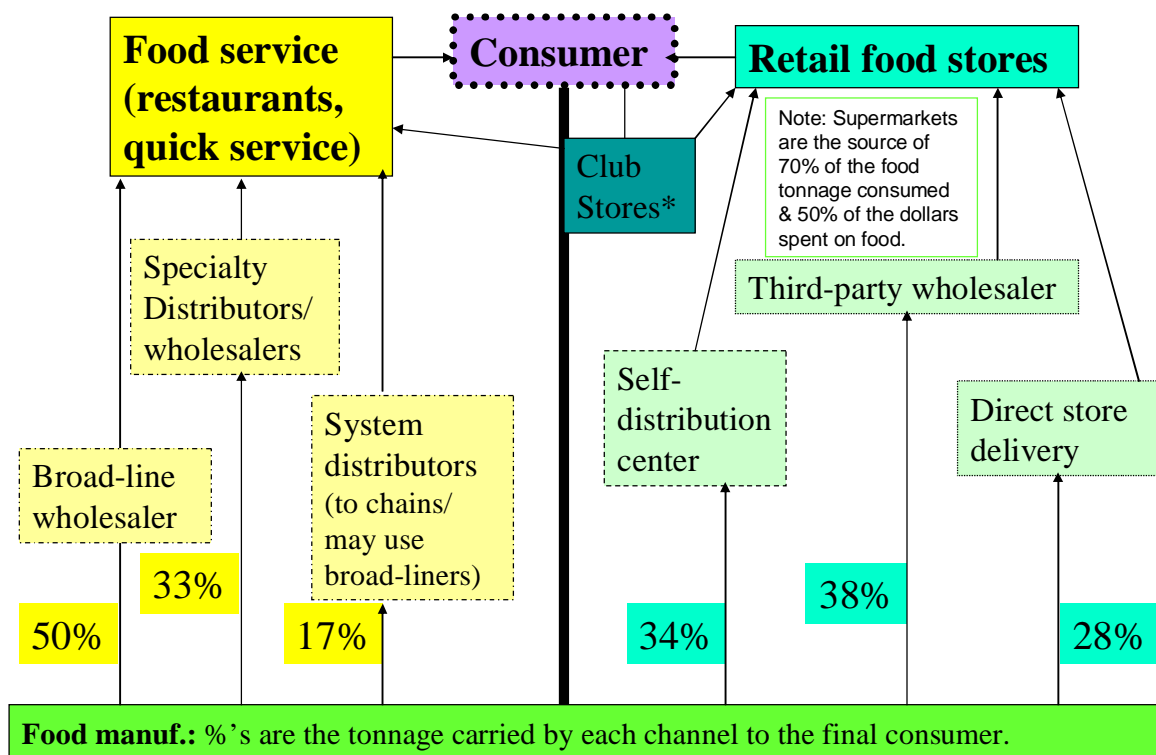 Food service
(restaurants,
quick service)
Consumer
Retail food stores
Note: Supermarkets
are the source of
70% of the food
tonnage consumed
& 50% of the dollars
spent on food.
Club
Stores*
Specialty
Distributors/
wholesalers
Third-party wholesaler
Self-
distribution
center
Direct store
delivery
System
distributors
(to chains/
may use
broad-liners)
Broad-line
wholesaler
33%
50%
17%
34%
38%
28%
Food manuf.: %'s are the tonnage carried by each channel to the final consumer.